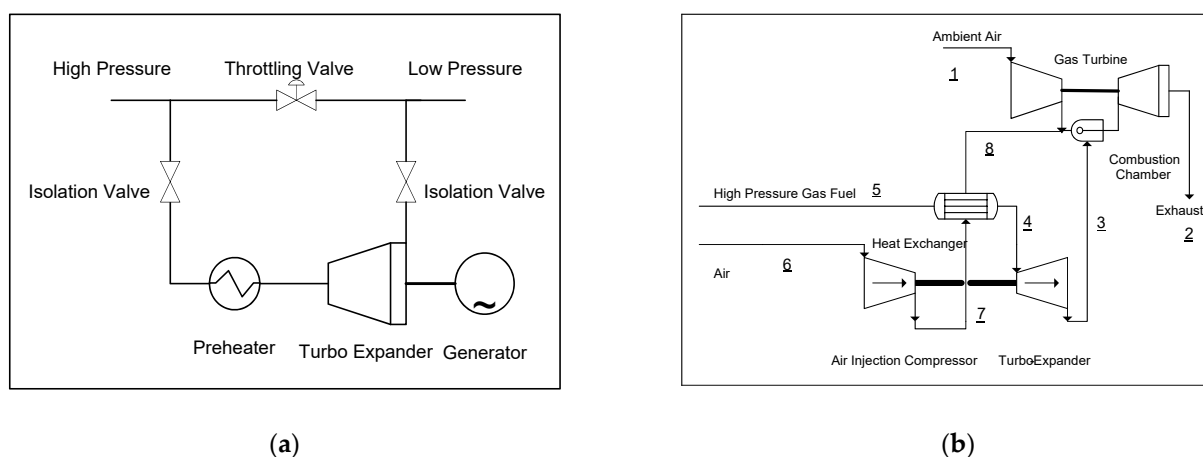 High Pressure
Throttling Valve
Low Pressure
Isolation Valve
Isolation Valve
~
Preheater
Turbo Expander
Generator
(a)
Ambient Air
1
Gas Turbine
8
Combustion
Chamber
High Pressure Gas Fuel
5
4
3
Exhaust
2
Heat Exchanger
6
Air
7
Air Injection Compressor
Turbo-Expander
(b)